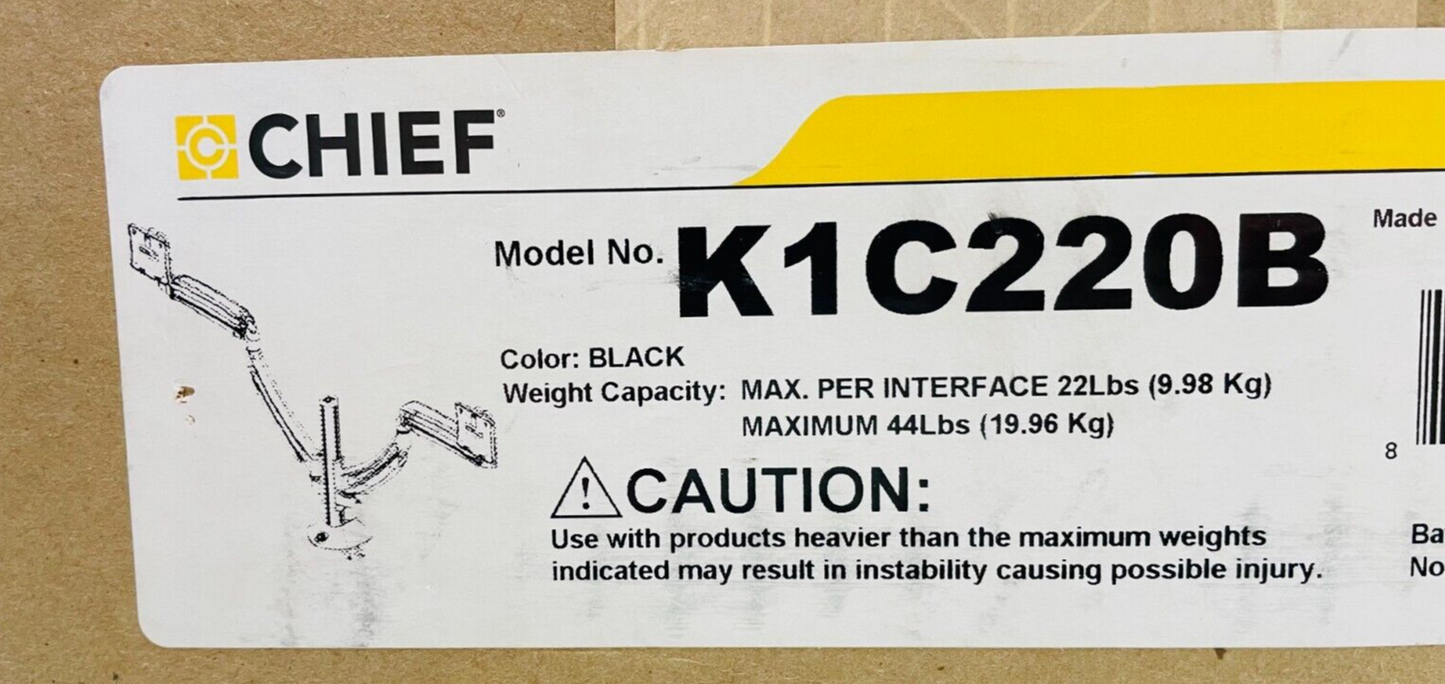 CHIEF®
Model No. K1C220B
Made
Color: BLACK
Weight Capacity: MAX. PER INTERFACE 22Lbs (9.98 Kg)
MAXIMUM 44Lbs (19.96 Kg)
8
CAUTION:
Use with products heavier than the maximum weights
indicated may result in instability causing possible injury.
Ba
No